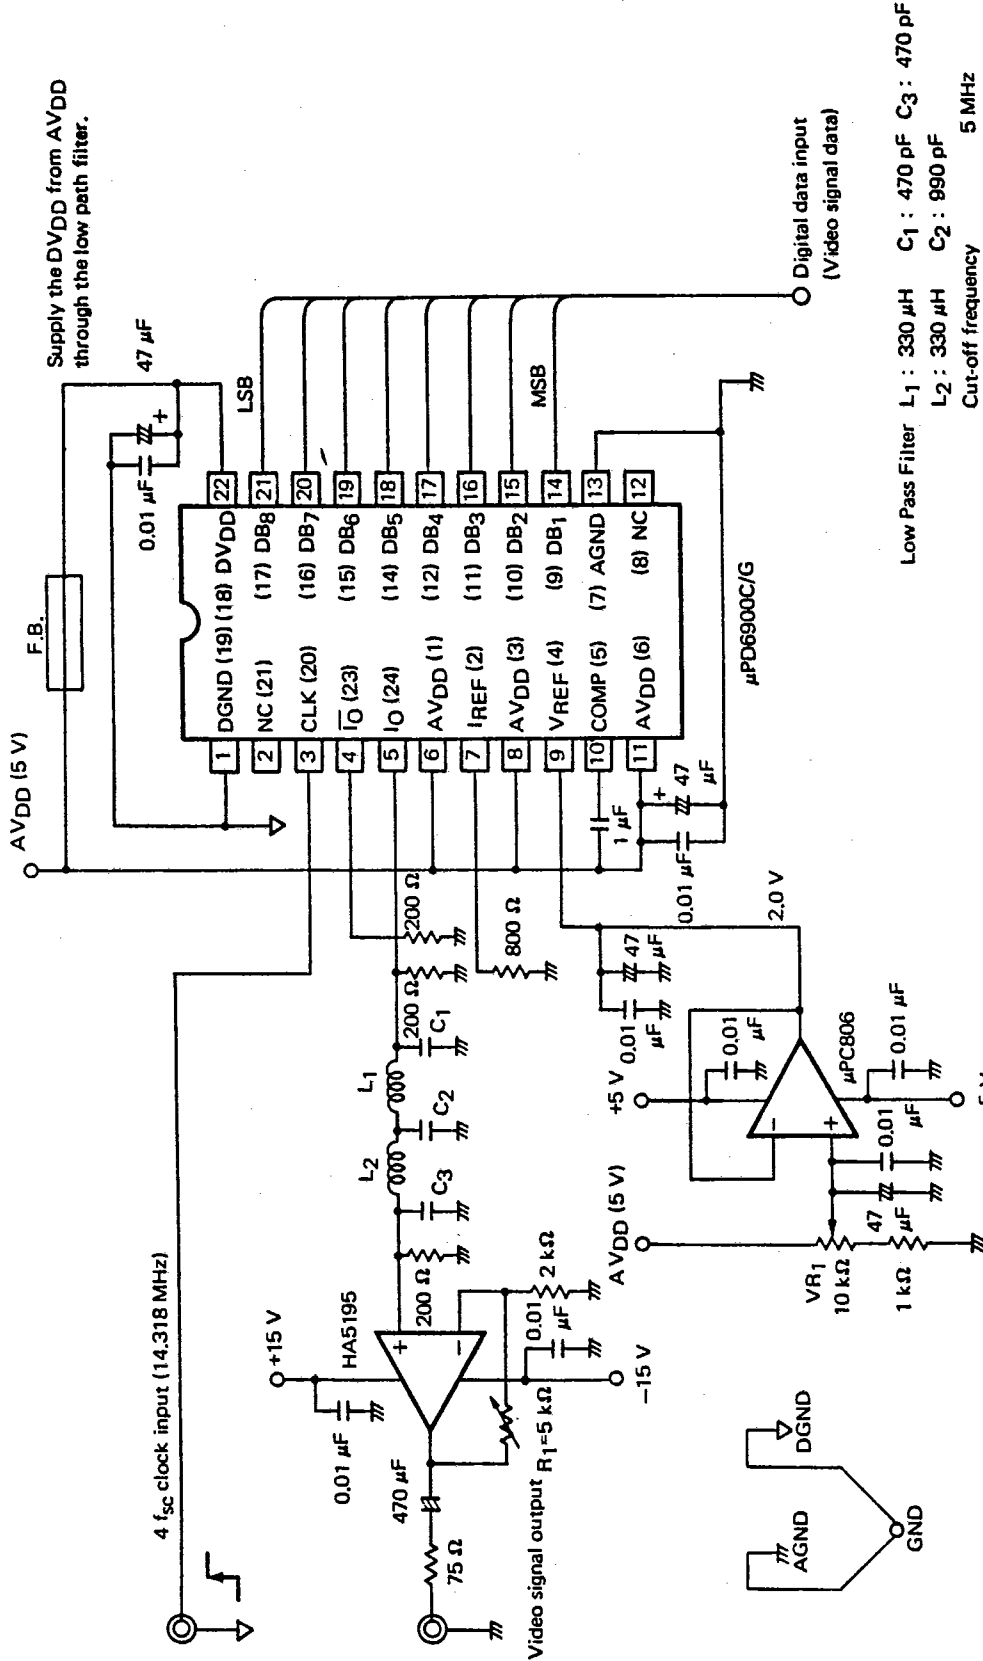 Supply the DVDD from AVDD
through the low path filter.
AVDD (5 V)
F.B.
0.01 µF
47 µF
+
4 fsc clock input (14.318 MHz)
1 DGND (19)
2 NC (21)
3 CLK (20)
4 I̅O̅ (23)
5 IO (24)
6 AVDD (1)
7 IREF (2)
8 AVDD (3)
9 VREF (4)
10 COMP (5)
11 AVDD (6)
(18) DVDD 22
(17) DB8 21
(16) DB7 20
(15) DB6 19
(14) DB5 18
(12) DB4 17
(11) DB3 16
(10) DB2 15
(9) DB1 14
(7) AGND 13
(8) NC 12
µPD6900C/G
LSB
MSB
Digital data input
(Video signal data)
200 Ω
200 Ω
800 Ω
1 µF
0.01 µF
+
47
µF
C1
L1
C2
L2
C3
200 Ω
+15 V
0.01 µF
HA5195
+
−
2 kΩ
0.01
µF
−15 V
R1=5 kΩ
470 µF
75 Ω
Video signal output
2.0 V
47
µF
0.01
µF
+5 V
0.01
µF
µPC806
−
+
0.01 µF
0.01
µF
47
µF
AVDD (5 V)
VR1
10 kΩ
1 kΩ
AGND
DGND
GND
Low Pass Filter L1 : 330 µH C1 : 470 pF C3 : 470 pF
L2 : 330 µH C2 : 990 pF
Cut-off frequency 5 MHz